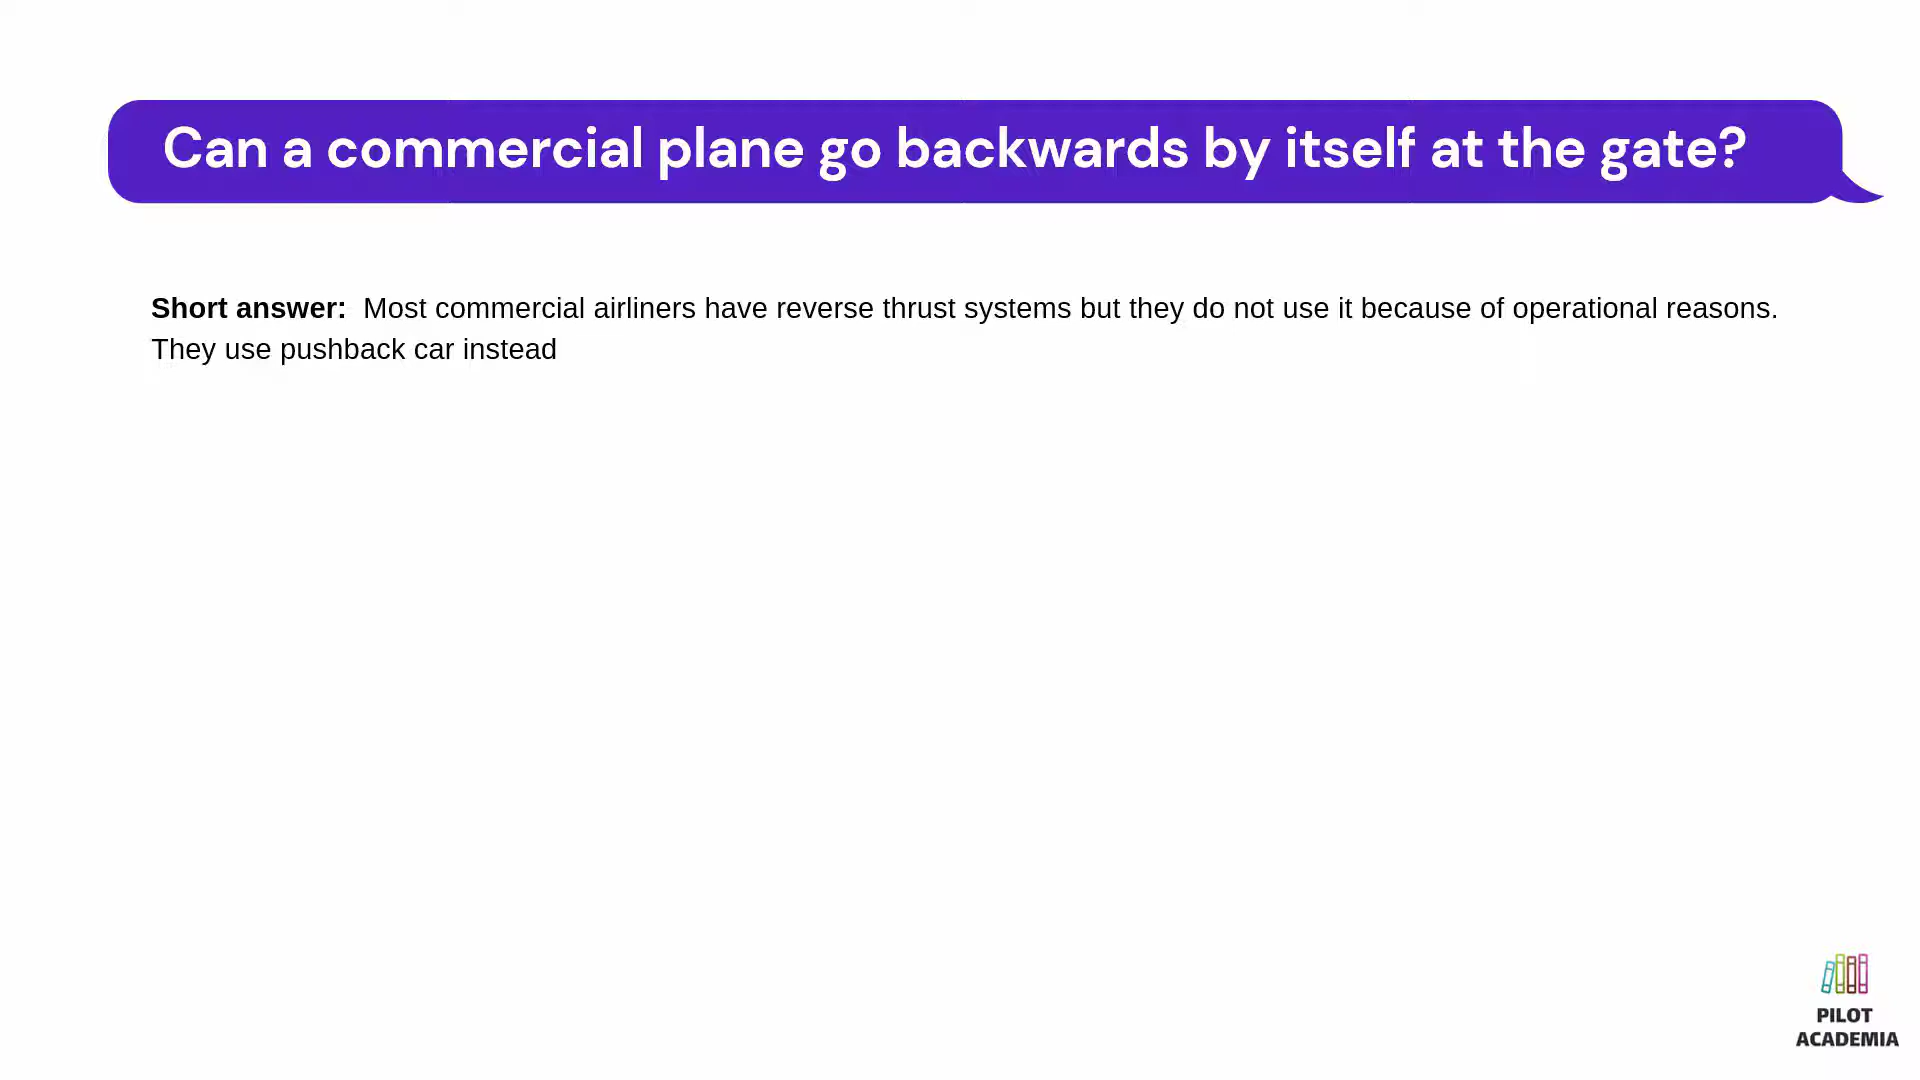 Can a commercial plane go backwards by itself at the gate?
Short answer: Most commercial airliners have reverse thrust systems but they do not use it because of operational reasons.
They use pushback car instead
PILOT
ACADEMIA